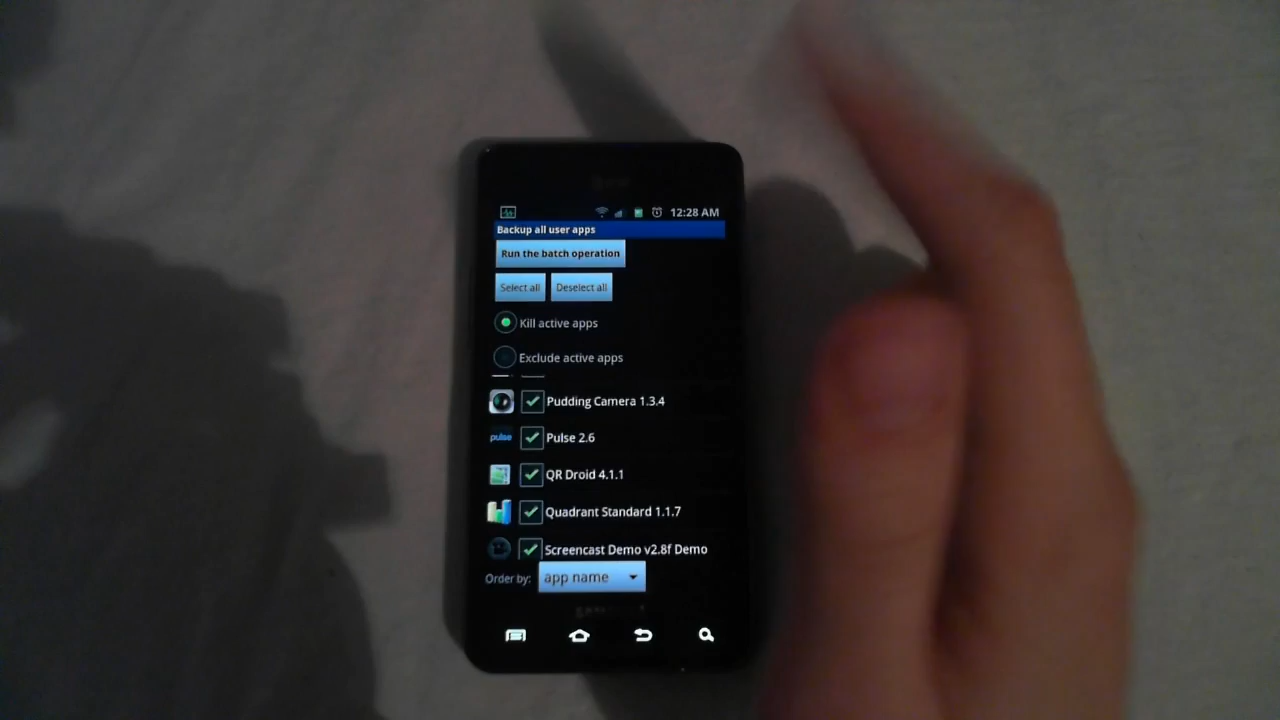 12:28 AM
Backup all user apps
Run the batch operation
Select all Deselect all
Kill active apps
Exclude active apps
Pudding Camera 1.3.4
pulse Pulse 2.6
QR Droid 4.1.1
Quadrant Standard 1.1.7
Screencast Demo v2.8f Demo
Order by: app name